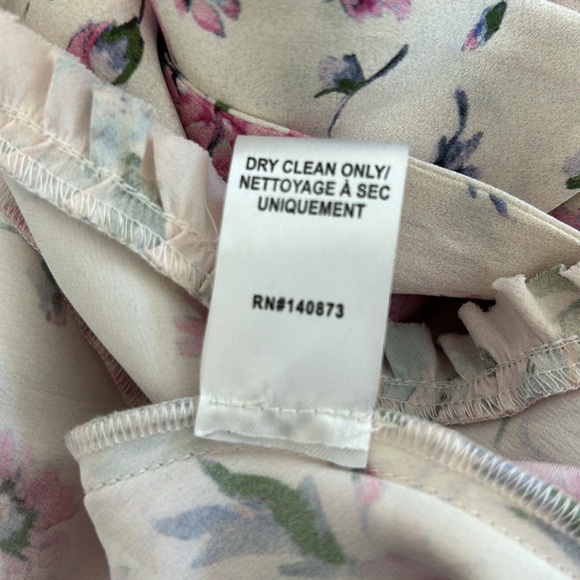 DRY CLEAN ONLY/
NETTOYAGE À SEC
UNIQUEMENT
RN#140873